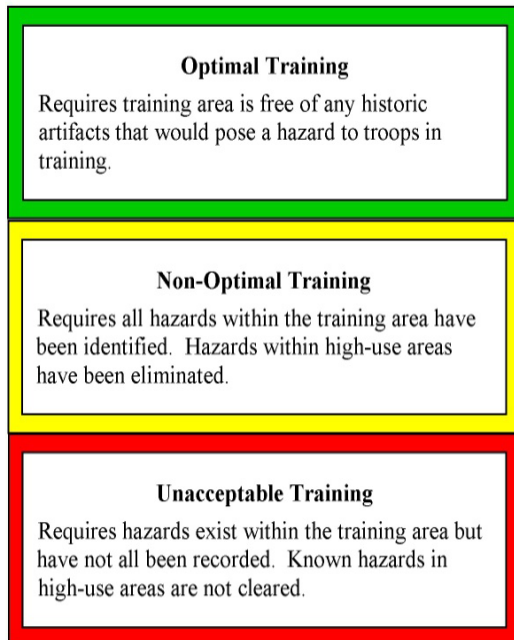 Optimal Training
Requires training area is free of any historic
artifacts that would pose a hazard to troops in
training.
Non-Optimal Training
Requires all hazards within the training area have
been identified.  Hazards within high-use areas
have been eliminated.
Unacceptable Training
Requires hazards exist within the training area but
have not all been recorded.  Known hazards in
high-use areas are not cleared.